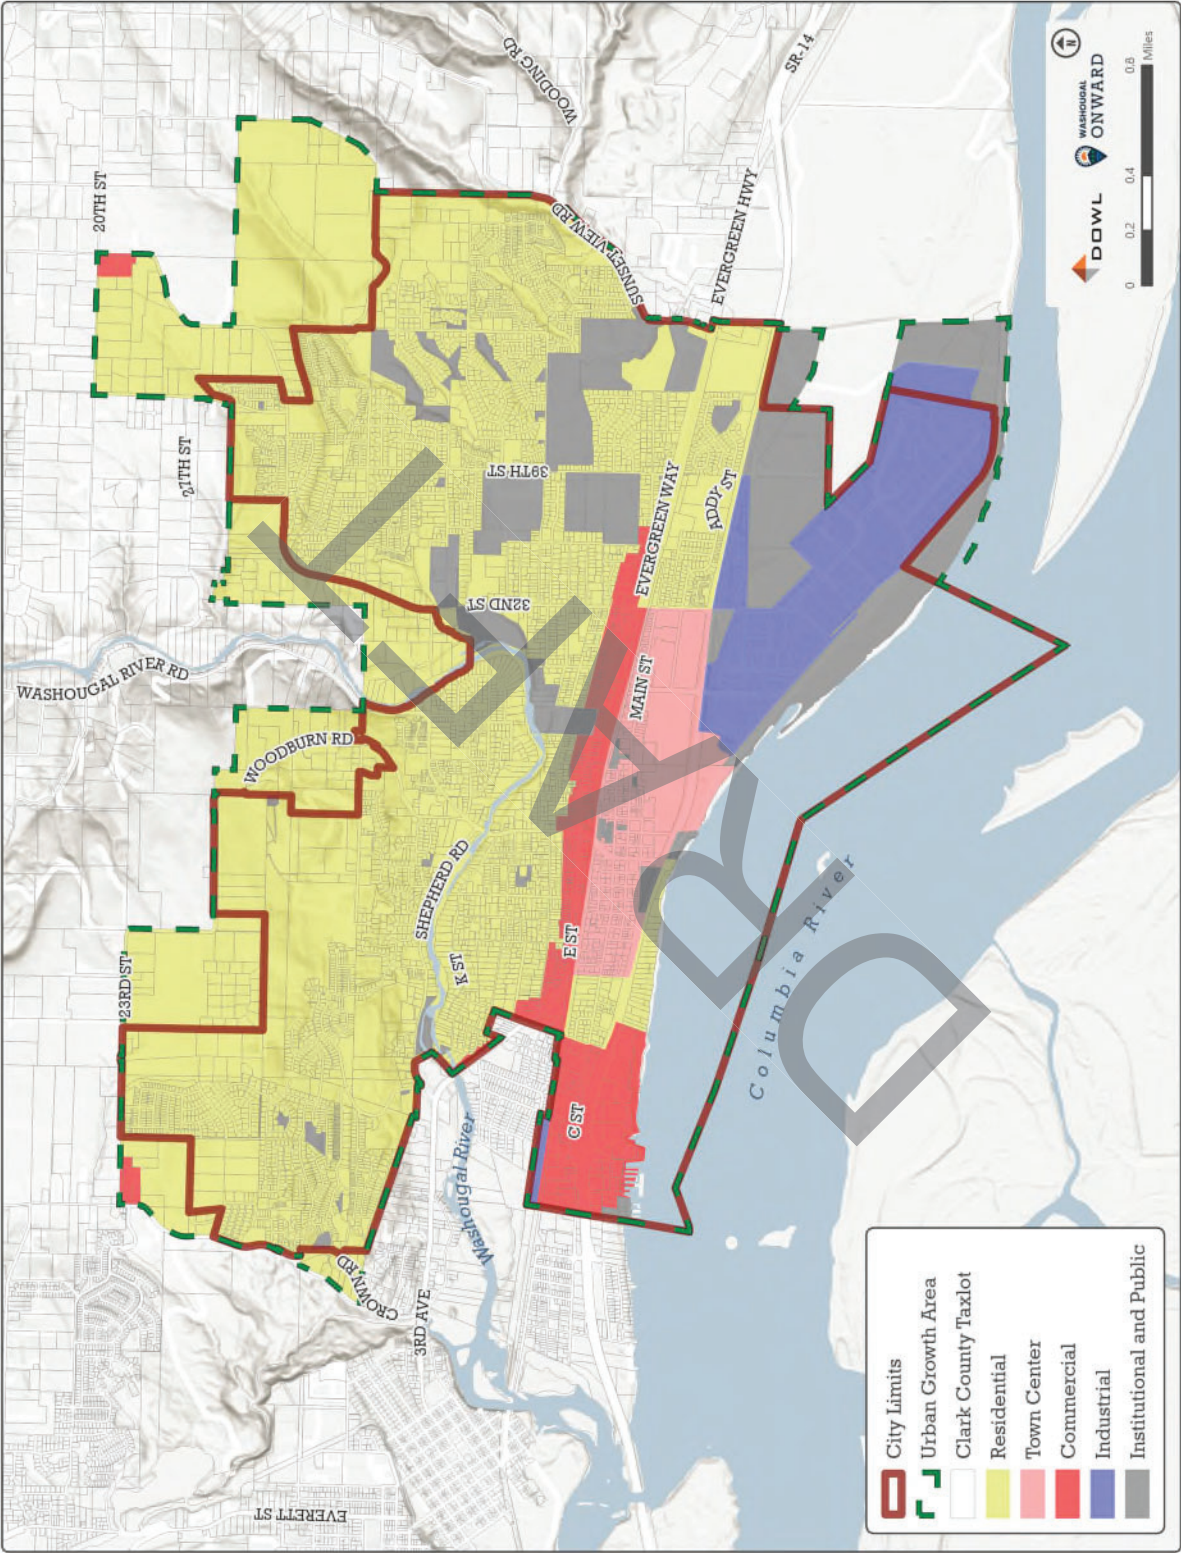 20TH ST
WOODING RD
SR-14
27TH ST
39TH ST
SUNSET VIEW RD
EVERGREEN HWY
WASHOUGAL RIVER RD
WOODBURN RD
32ND ST
EVERGREEN WAY
ADDY ST
MAIN ST
23RD ST
SHEPHERD RD
K ST
E ST
C ST
Columbia River
Washougal River
CROWN RD
3RD AVE
EVERETT ST
DRAFT
City Limits
Urban Growth Area
Clark County Taxlot
Residential
Town Center
Commercial
Industrial
Institutional and Public
DOWL
WASHOUGAL
ONWARD
N
0 0.2 0.4 0.8
Miles